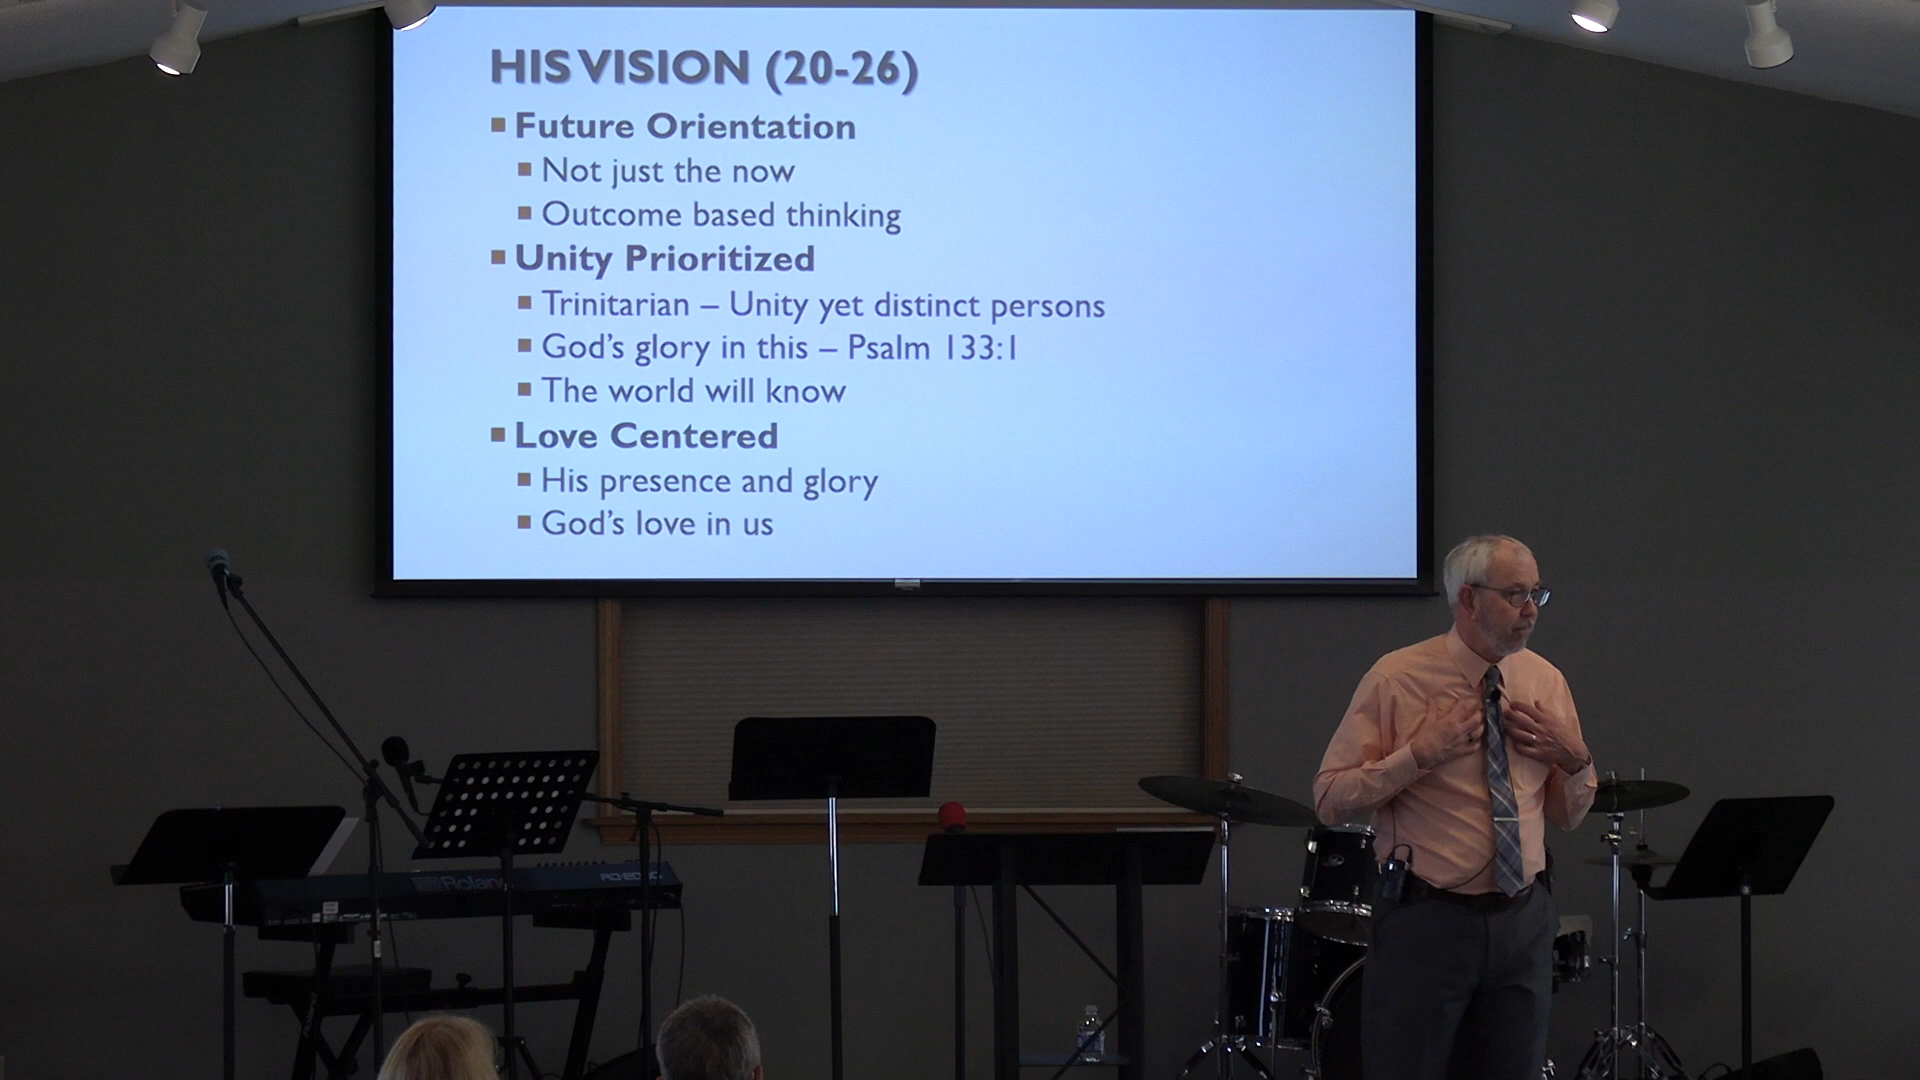 HIS VISION (20-26)
Future Orientation
Not just the now
Outcome based thinking
Unity Prioritized
Trinitarian – Unity yet distinct persons
God’s glory in this – Psalm 133:1
The world will know
Love Centered
His presence and glory
God’s love in us
Roland